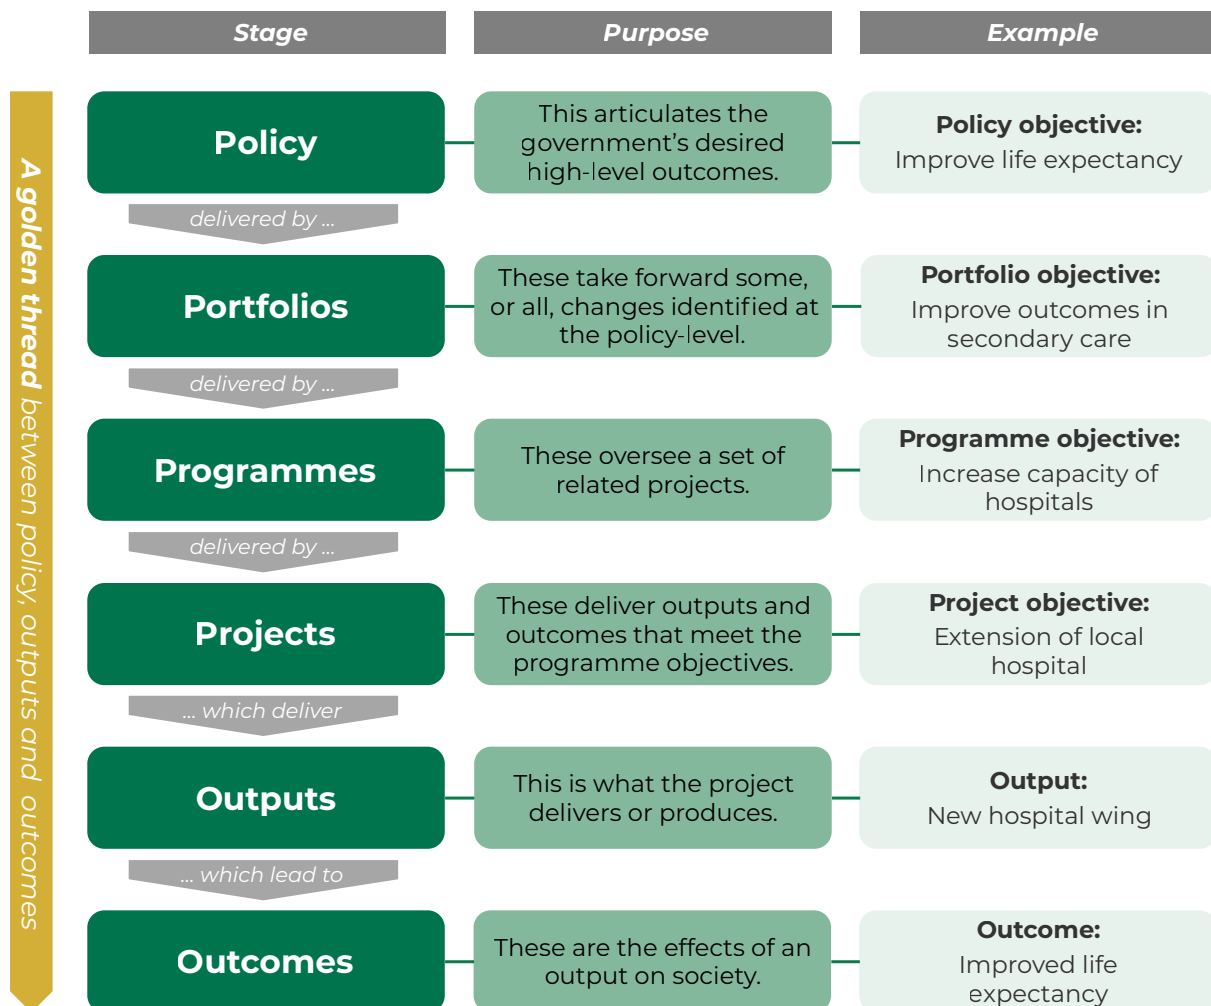 Stage
Purpose
Example
A golden thread between policy, outputs and outcomes
Policy
This articulates the
government’s desired
high-level outcomes.
Policy objective:
Improve life expectancy
delivered by ...
Portfolios
These take forward some,
or all, changes identified at
the policy-level.
Portfolio objective:
Improve outcomes in
secondary care
delivered by ...
Programmes
These oversee a set of
related projects.
Programme objective:
Increase capacity of
hospitals
delivered by ...
Projects
These deliver outputs and
outcomes that meet the
programme objectives.
Project objective:
Extension of local
hospital
... which deliver
Outputs
This is what the project
delivers or produces.
Output:
New hospital wing
... which lead to
Outcomes
These are the effects of an
output on society.
Outcome:
Improved life
expectancy